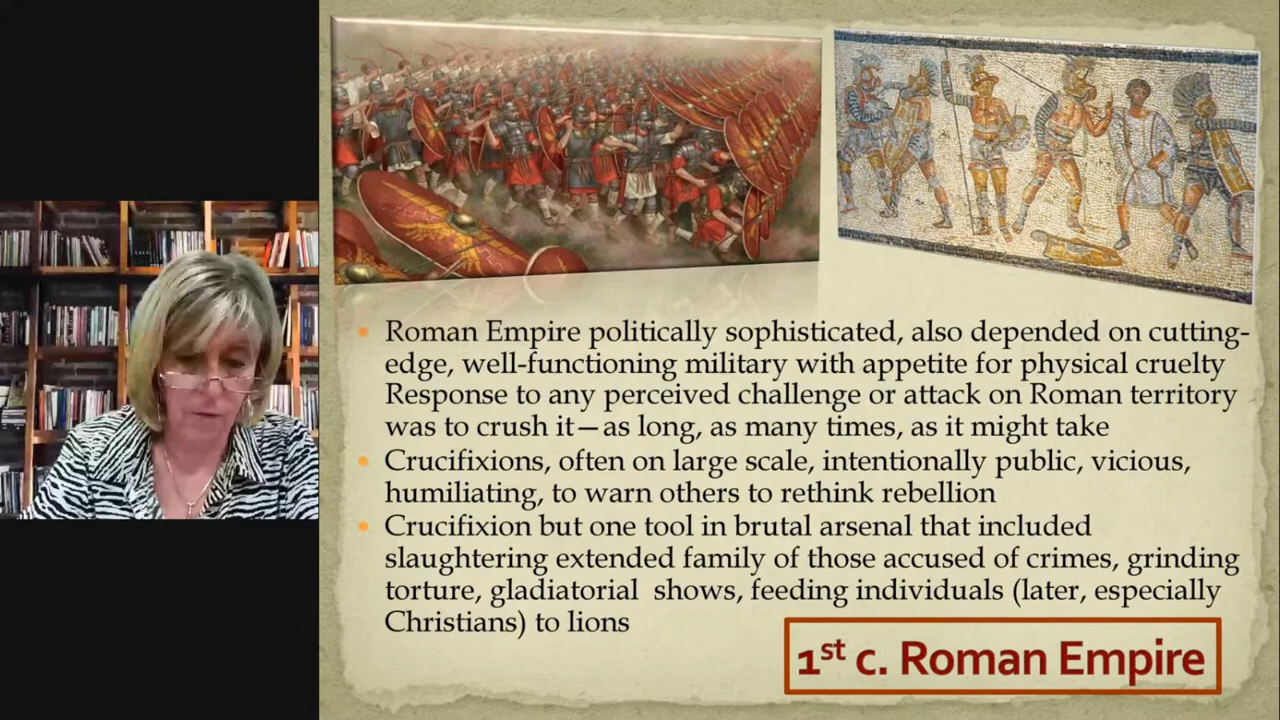 Roman Empire politically sophisticated, also depended on cutting-
edge, well-functioning military with appetite for physical cruelty
Response to any perceived challenge or attack on Roman territory
was to crush it—as long, as many times, as it might take
Crucifixions, often on large scale, intentionally public, vicious,
humiliating, to warn others to rethink rebellion
Crucifixion but one tool in brutal arsenal that included
slaughtering extended family of those accused of crimes, grinding
torture, gladiatorial shows, feeding individuals (later, especially
Christians) to lions
1st c. Roman Empire